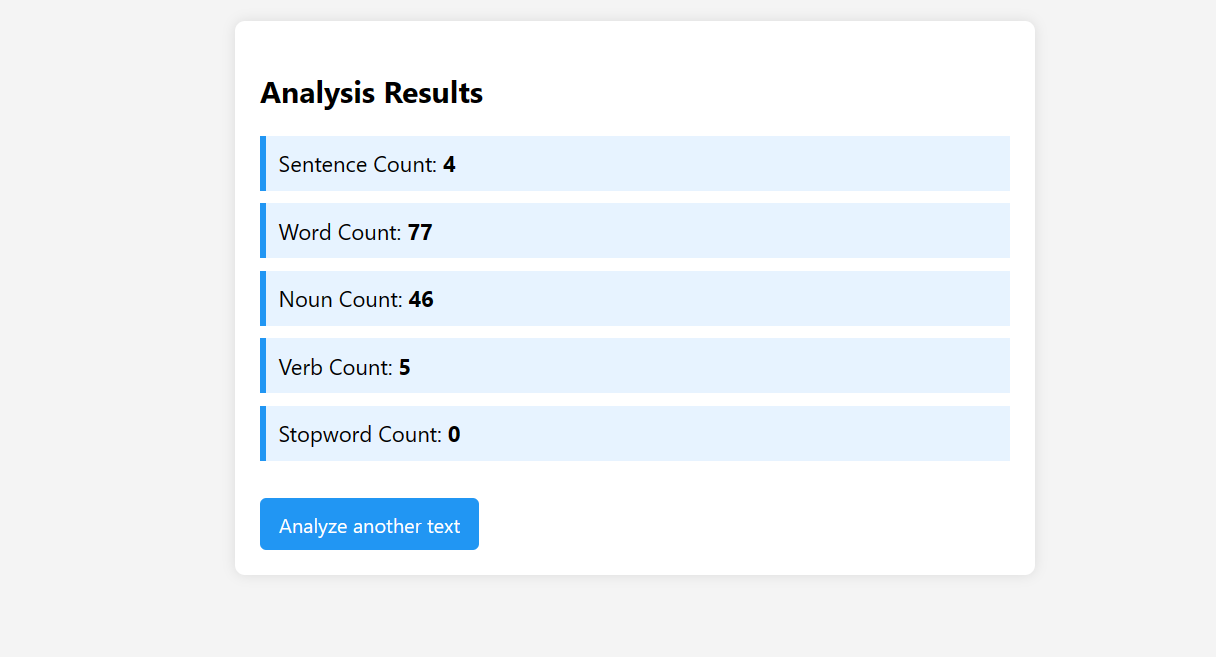 Analysis Results
Sentence Count: 4
Word Count: 77
Noun Count: 46
Verb Count: 5
Stopword Count: 0
Analyze another text